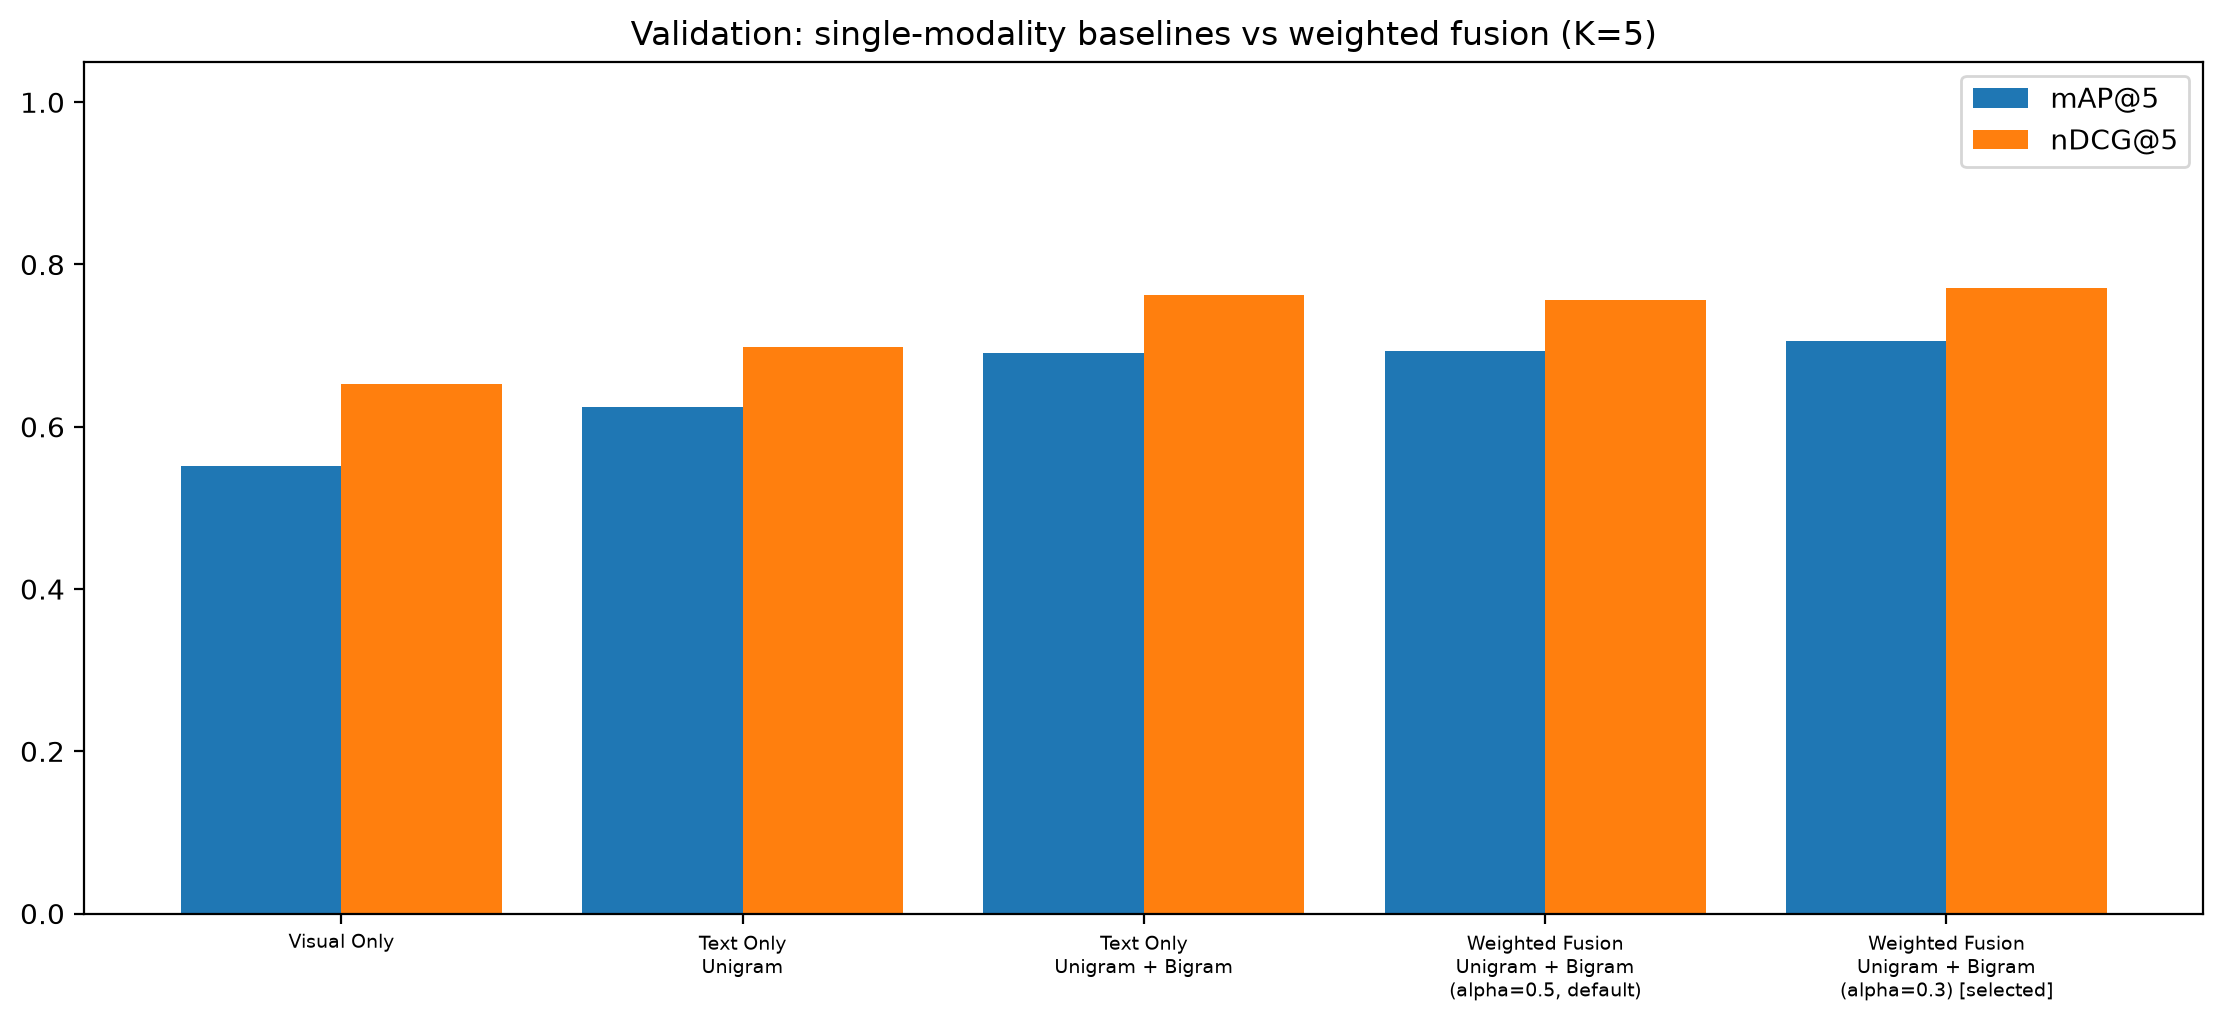 Validation: single-modality baselines vs weighted fusion (K=5)
1.0
0.8
0.6
0.4
0.2
0.0
mAP@5
nDCG@5
Visual Only
Text Only
Unigram
Text Only
Unigram + Bigram
Weighted Fusion
Unigram + Bigram
(alpha=0.5, default)
Weighted Fusion
Unigram + Bigram
(alpha=0.3) [selected]